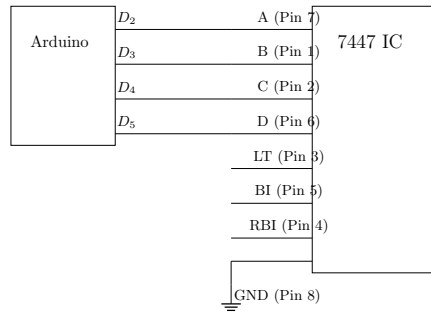 Arduino
D2
D3
D4
D5
A (Pin 7)
B (Pin 1)
C (Pin 2)
D (Pin 6)
LT (Pin 3)
BI (Pin 5)
RBI (Pin 4)
GND (Pin 8)
7447 IC